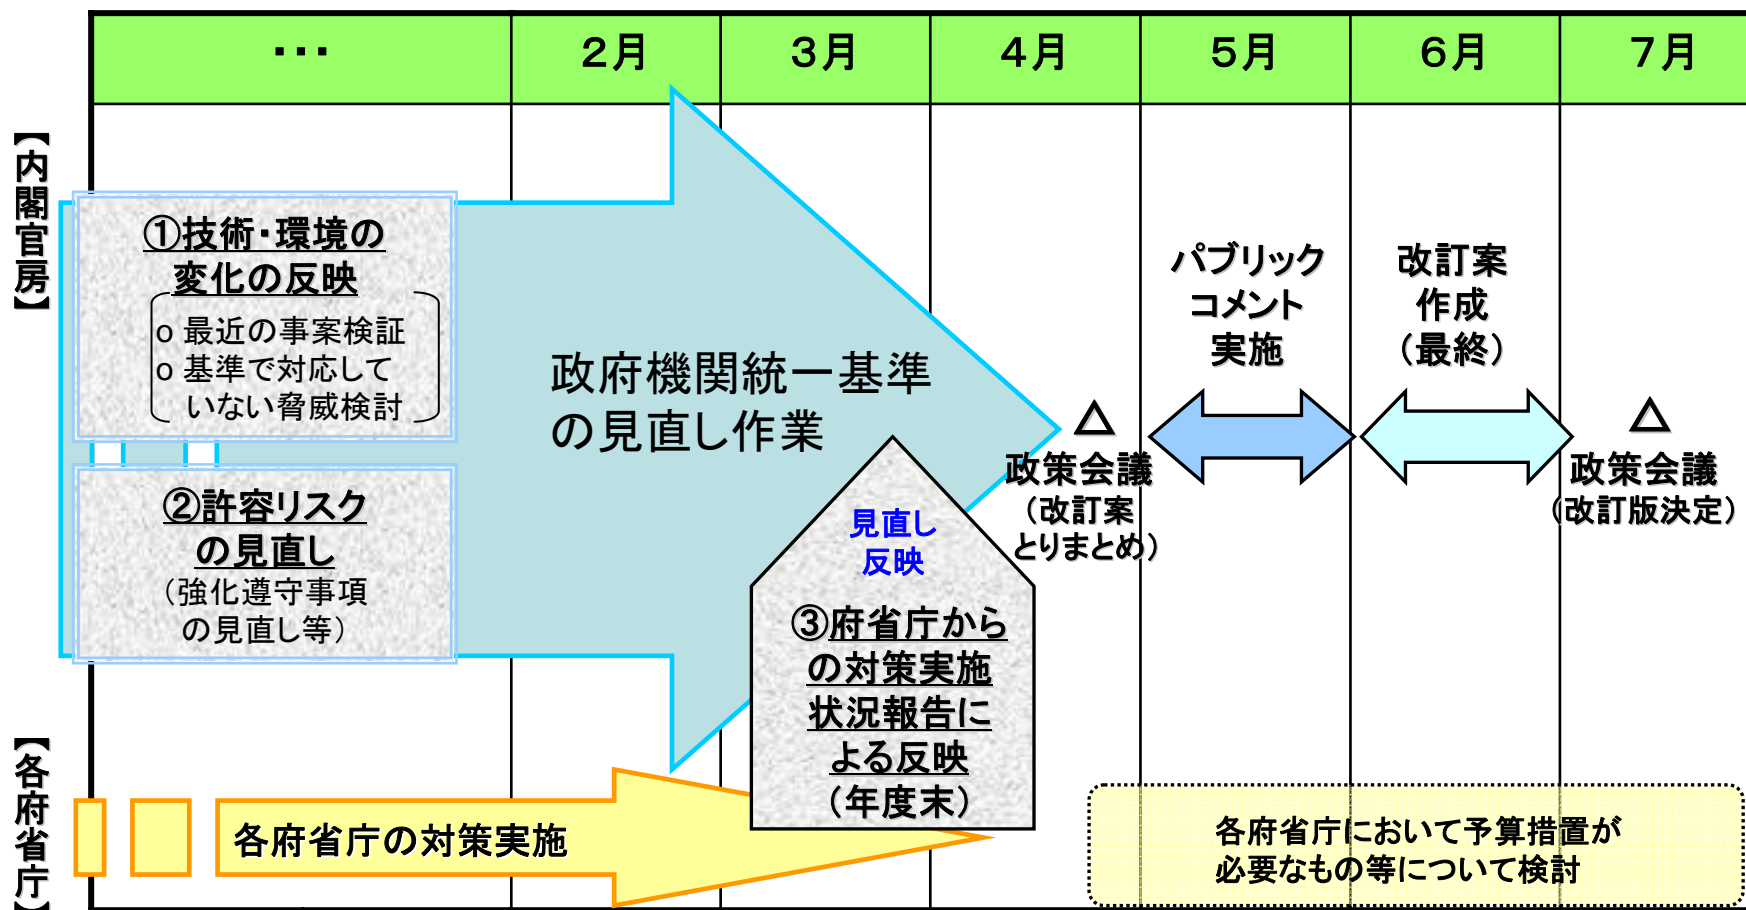 ･･･
２月
３月
４月
５月
６月
７月
【内閣官房】
①技術・環境の
変化の反映
o 最近の事案検証
o 基準で対応して
いない脅威検討
②許容リスク
の見直し
（強化遵守事項
の見直し等）
政府機関統一基準
の見直し作業
見直し
反映
③府省庁から
の対策実施
状況報告に
よる反映
（年度末）
△
政策会議
（改訂案
とりまとめ）
パブリック
コメント
実施
改訂案
作成
（最終）
△
政策会議
（改訂版決定）
【各府省庁】
各府省庁の対策実施
各府省庁において予算措置が
必要なもの等について検討